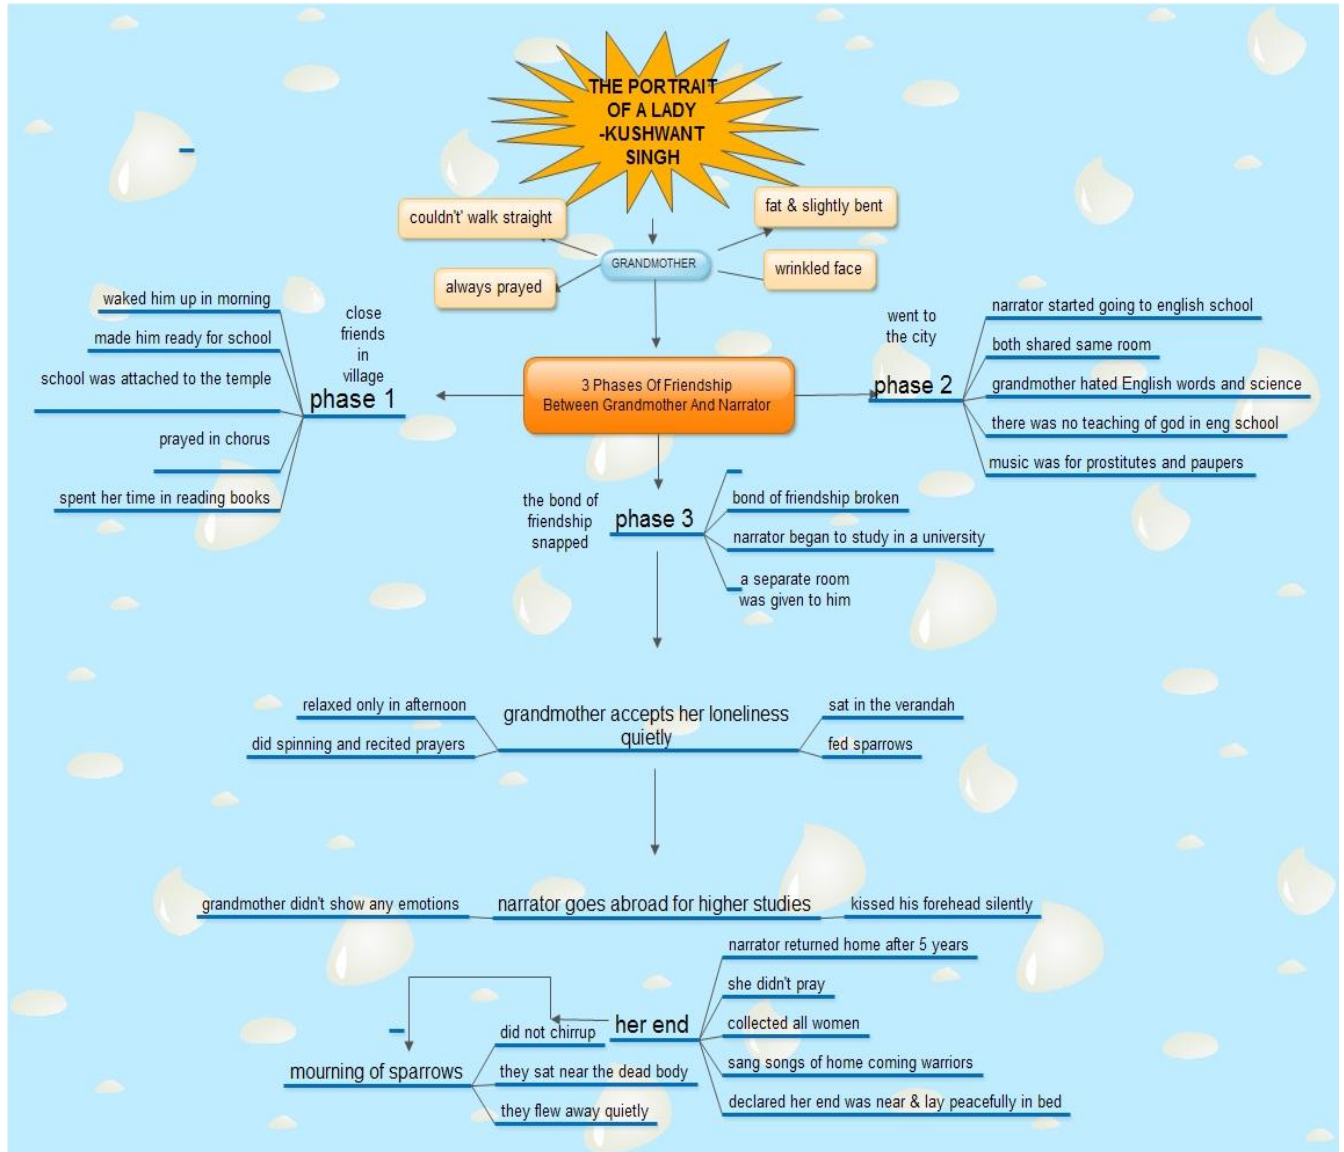 THE PORTRAIT
OF A LADY
-KUSHWANT
SINGH
couldn't' walk straight
fat & slightly bent
GRANDMOTHER
always prayed
wrinkled face
3 Phases Of Friendship
Between Grandmother And Narrator
close
friends
in
village
phase 1
waked him up in morning
made him ready for school
school was attached to the temple
prayed in chorus
spent her time in reading books
went to
the city
phase 2
narrator started going to english school
both shared same room
grandmother hated English words and science
there was no teaching of god in eng school
music was for prostitutes and paupers
the bond of
friendship
snapped
phase 3
bond of friendship broken
narrator began to study in a university
a separate room
was given to him
grandmother accepts her loneliness
quietly
relaxed only in afternoon
did spinning and recited prayers
sat in the verandah
fed sparrows
grandmother didn't show any emotions
narrator goes abroad for higher studies
kissed his forehead silently
her end
narrator returned home after 5 years
she didn't pray
collected all women
sang songs of home coming warriors
declared her end was near & lay peacefully in bed
mourning of sparrows
did not chirrup
they sat near the dead body
they flew away quietly